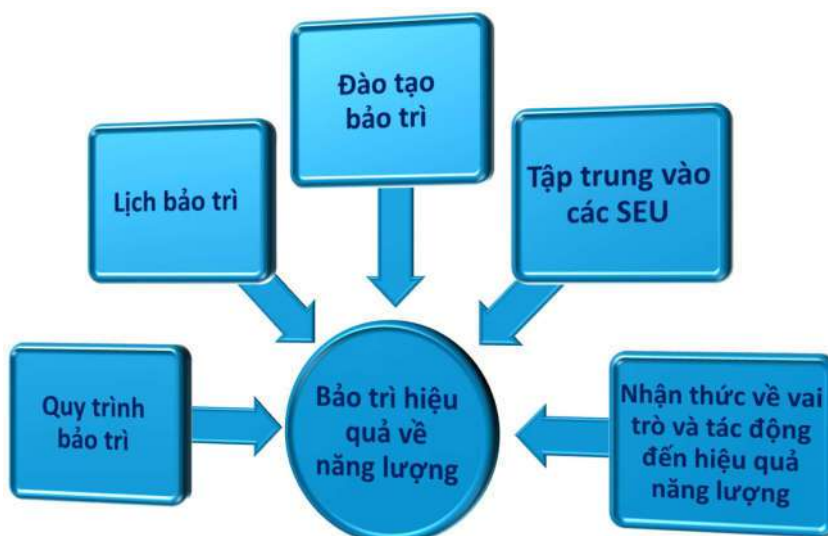 Đào tạo
bảo trì
Lịch bảo trì
Tập trung vào
các SEU
Quy trình
bảo trì
Bảo trì hiệu
quả về
năng lượng
Nhận thức về vai
trò và tác động
đến hiệu quả
năng lượng